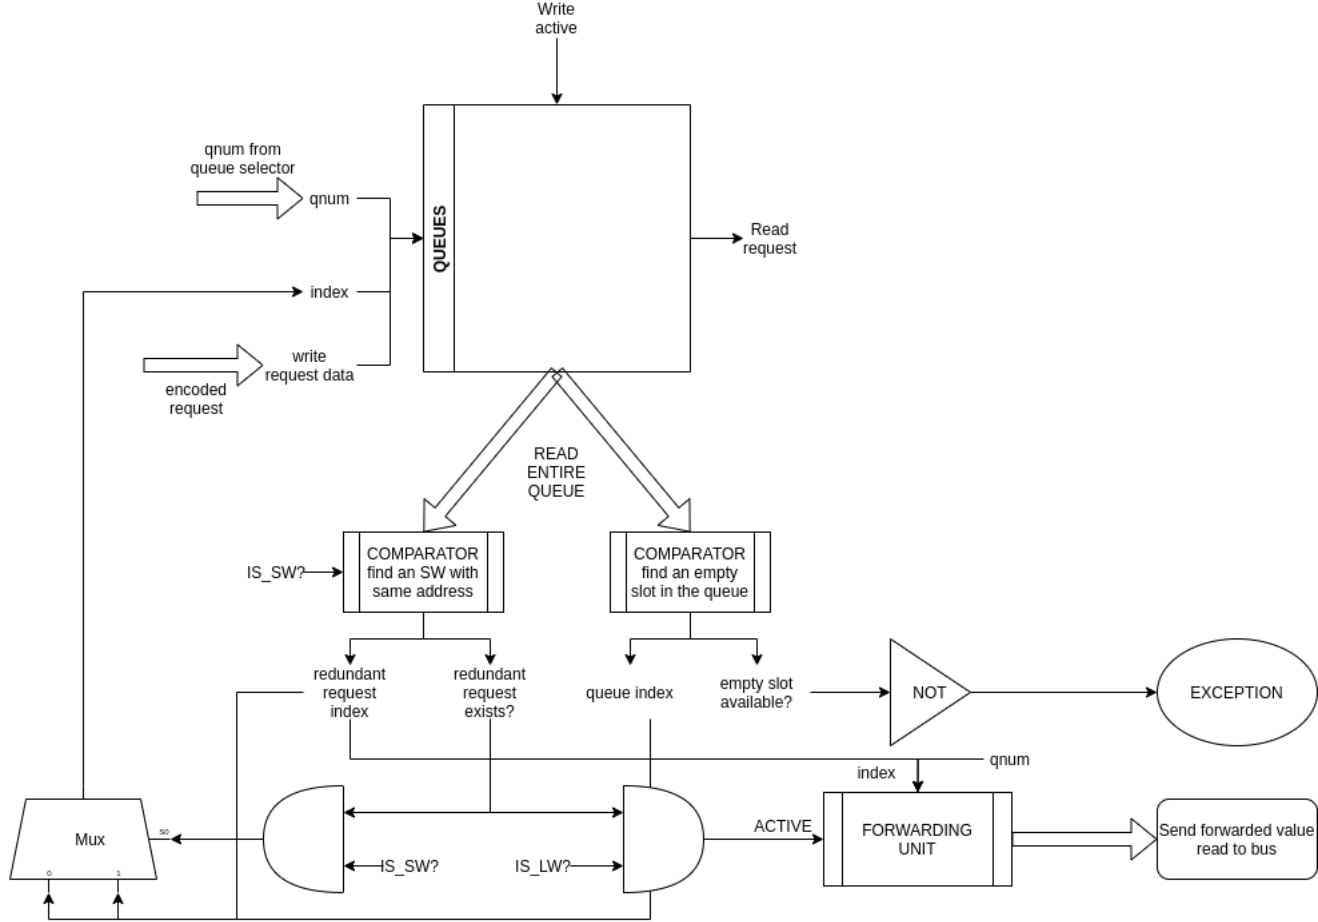 Write
active
qnum from
queue selector
qnum
QUEUES
Read
request
index
write
request data
encoded
request
READ
ENTIRE
QUEUE
IS_SW?
COMPARATOR
find an SW with
same address
COMPARATOR
find an empty
slot in the queue
redundant
request
index
redundant
request
exists?
queue index
empty slot
available?
NOT
EXCEPTION
qnum
index
Mux
S0
0
1
IS_SW?
IS_LW?
ACTIVE
FORWARDING
UNIT
Send forwarded value
read to bus